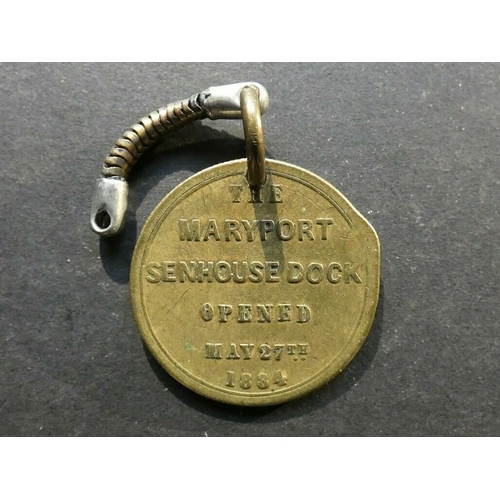 THE
MARYPORT
SENHOUSE DOCK
OPENED
MAY 27TH
1884